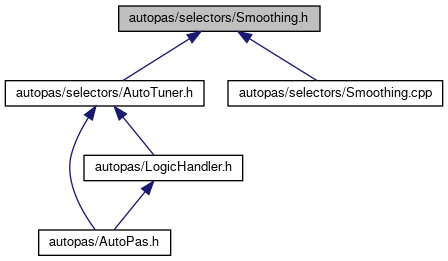 autopas/selectors/Smoothing.h
autopas/selectors/AutoTuner.h
autopas/selectors/Smoothing.cpp
autopas/LogicHandler.h
autopas/AutoPas.h